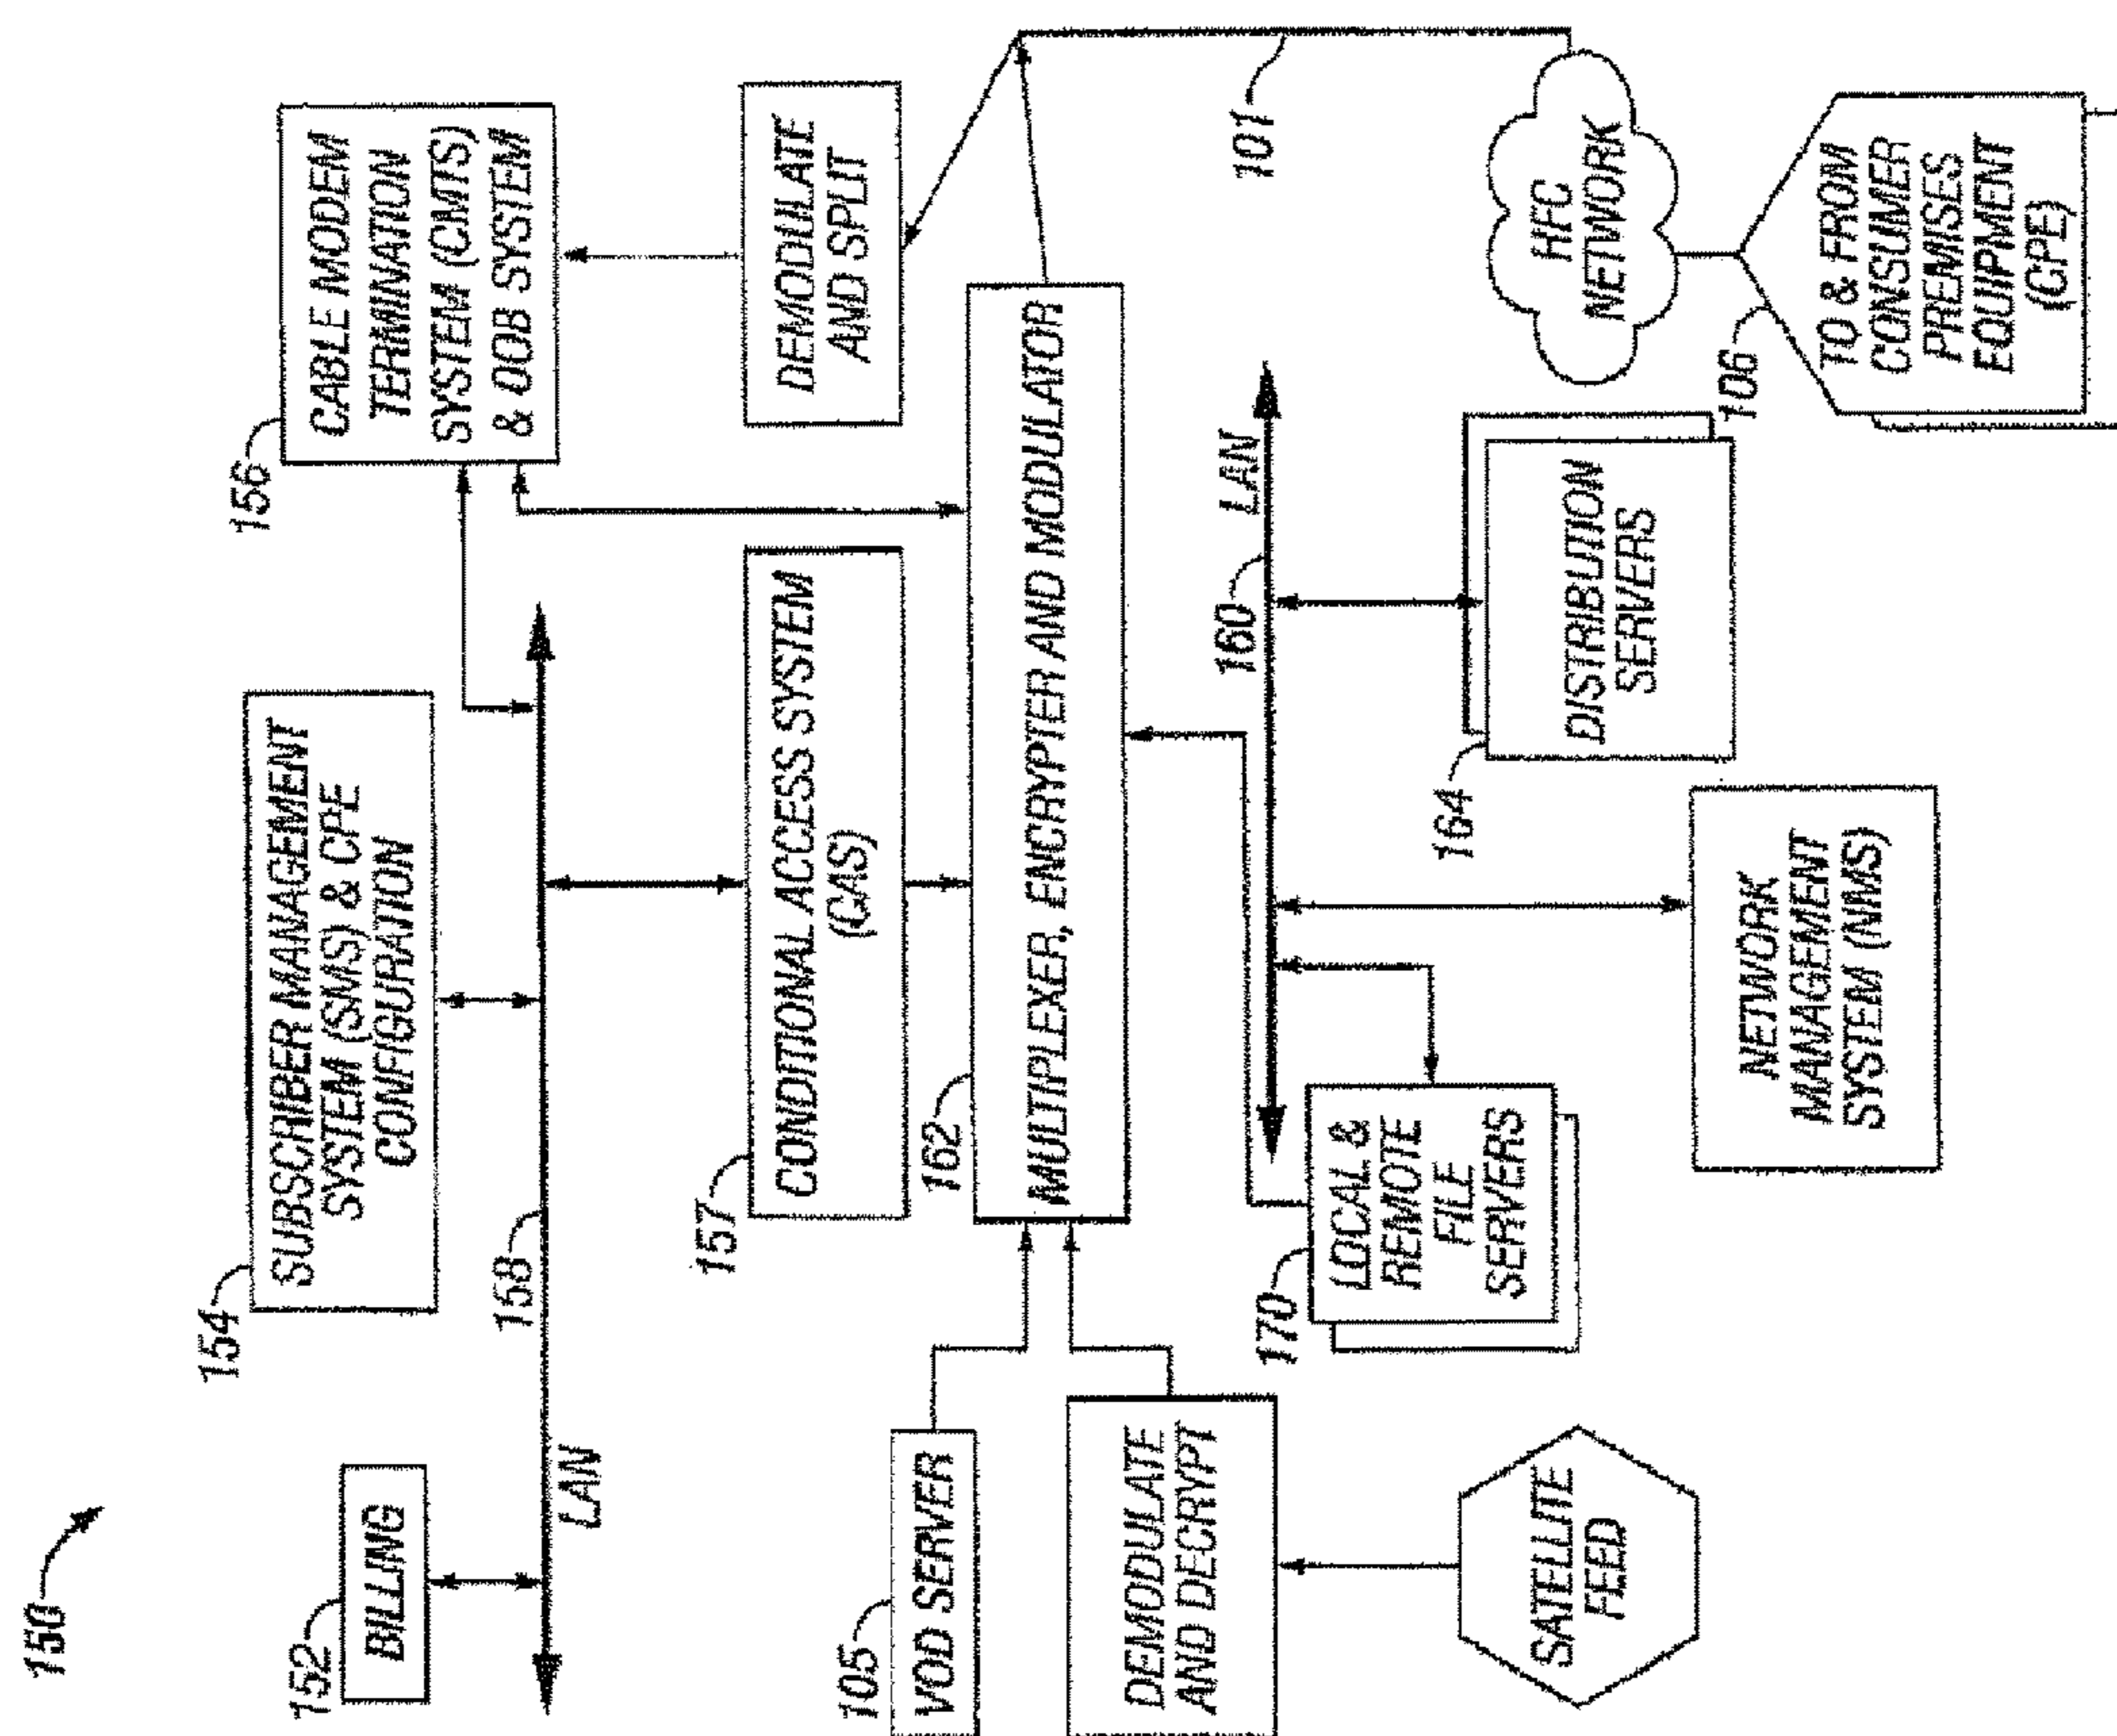 150
152
BILLING
154
SUBSCRIBER MANAGEMENT
SYSTEM (SMS) & CPE
CONFIGURATION
156
CABLE MODEM
TERMINATION
SYSTEM (CMTS)
& OOB SYSTEM
158
LAN
157
CONDITIONAL ACCESS SYSTEM
(CAS)
DEMODULATE
AND SPLIT
105
VOD SERVER
162
MULTIPLEXER, ENCRYPTER AND MODULATOR
101
DEMODULATE
AND DECRYPT
160
LAN
170
LOCAL &
REMOTE
FILE
SERVERS
164
DISTRIBUTION
SERVERS
HFC
NETWORK
SATELLITE
FEED
NETWORK
MANAGEMENT
SYSTEM (NMS)
106
TO & FROM
CONSUMER
PREMISES
EQUIPMENT
(CPE)